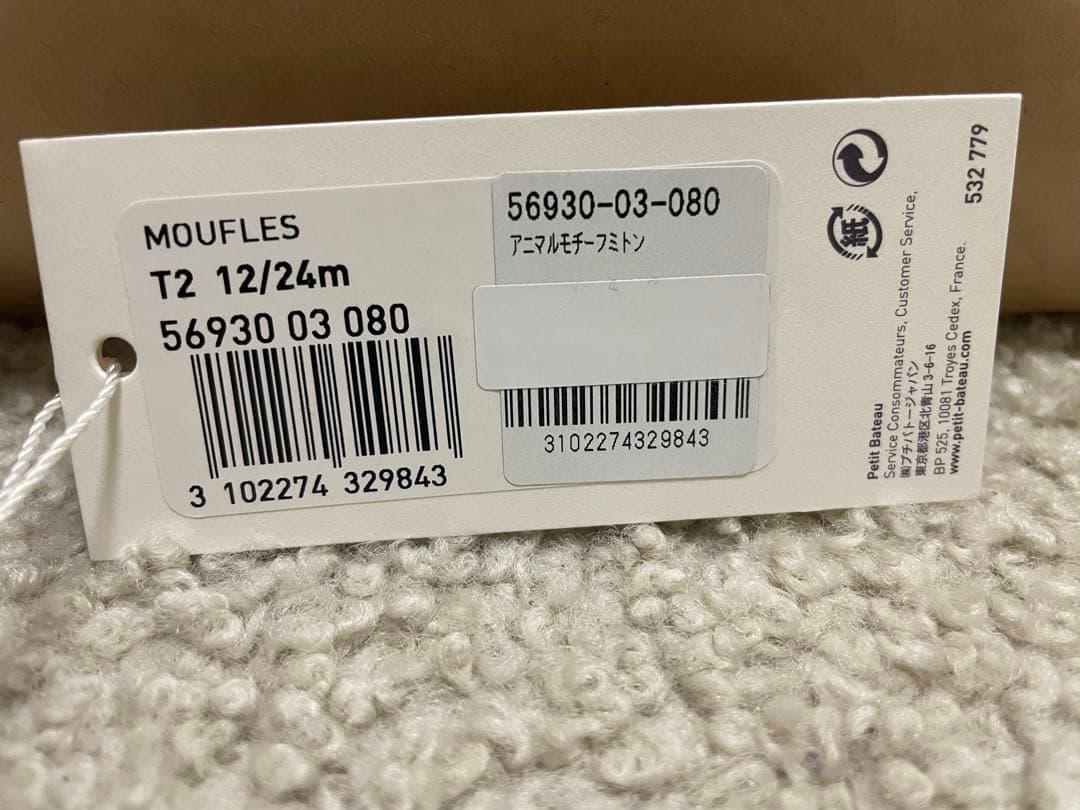 MOUFLES
T2 12/24m
56930 03 080
3 102274 329843
56930-03-080
アニマルモチーフミトン
3102274329843
紙
Petit Bateau
Service Consommateurs, Customer Service,
㈱プチバトージャパン
東京都港区北青山3-6-16
BP 525, 10081 Troyes Cedex, France.
www.petit-bateau.com
532 779